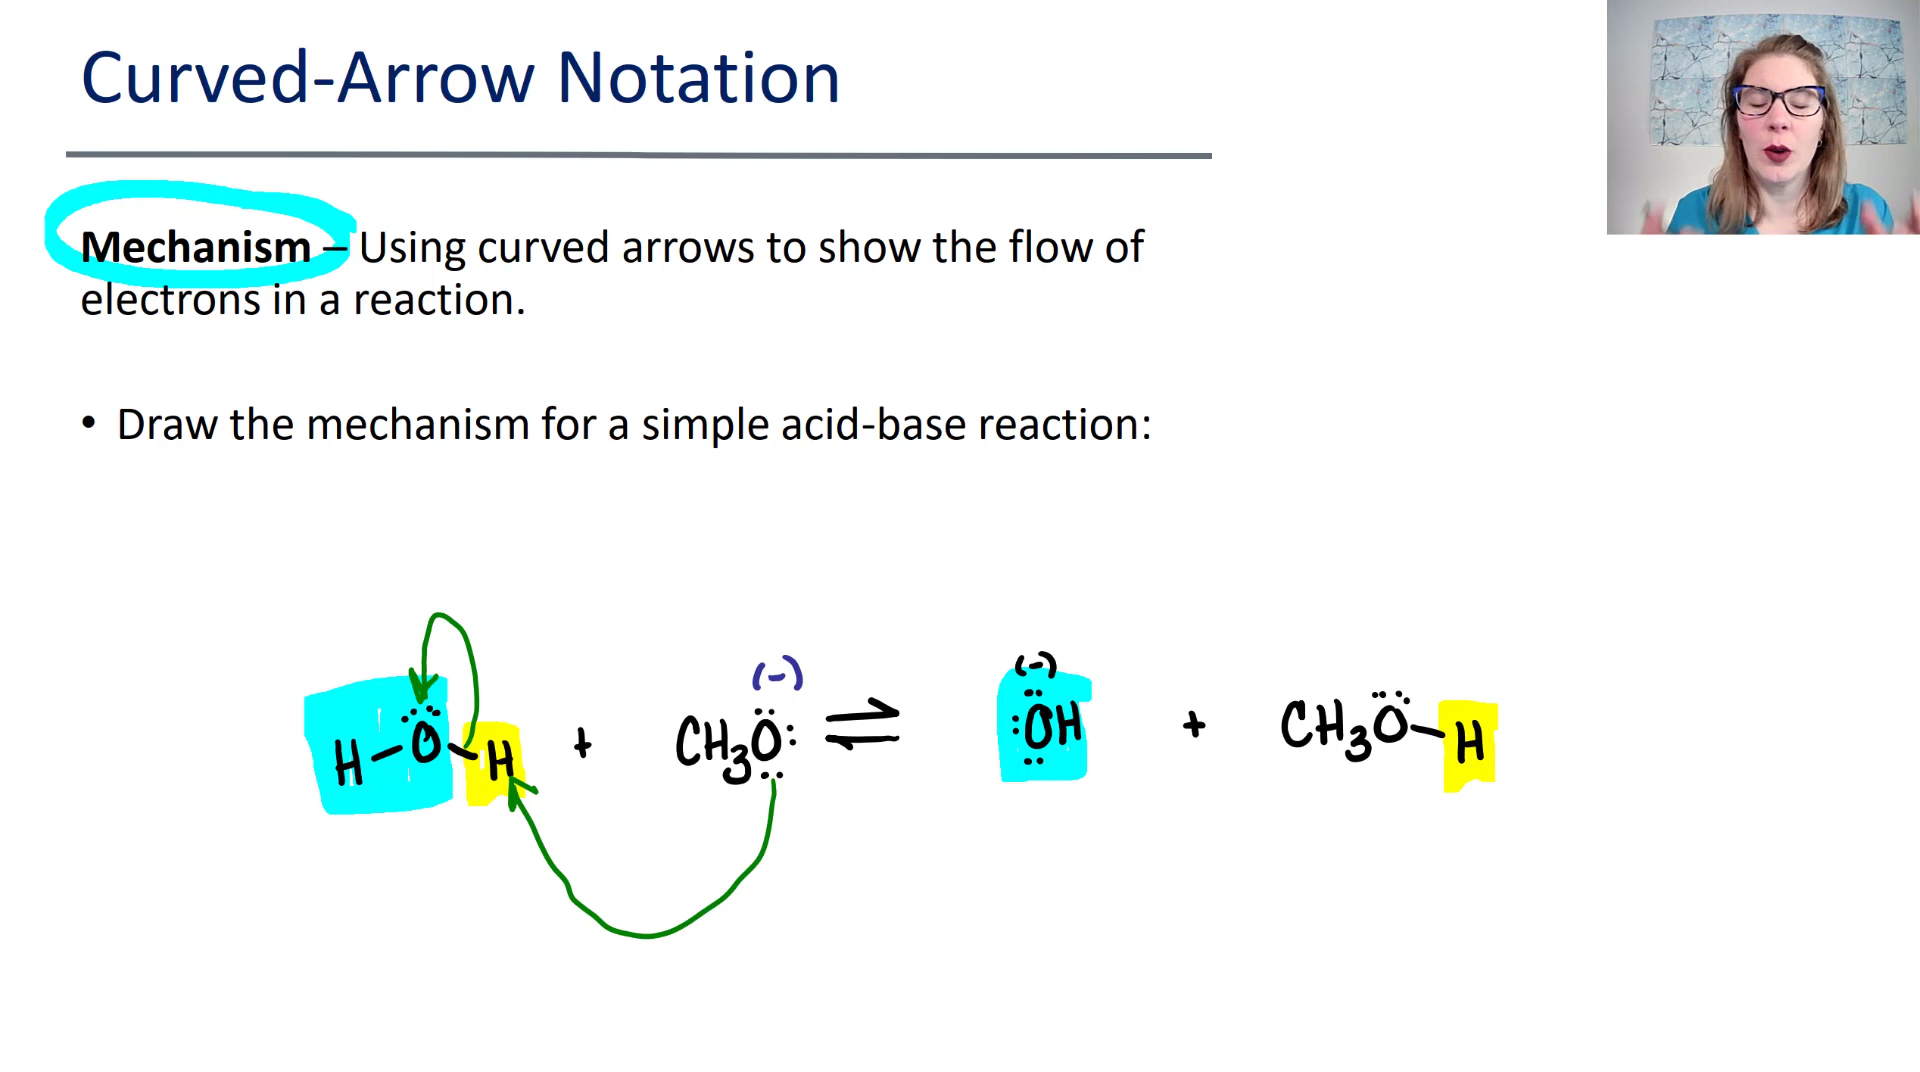 Curved-Arrow Notation
Mechanism – Using curved arrows to show the flow of
electrons in a reaction.
• Draw the mechanism for a simple acid-base reaction:
H–Ö–H + CH₃Ö: (-) ⇌ (-) :ÖH + CH₃Ö–H